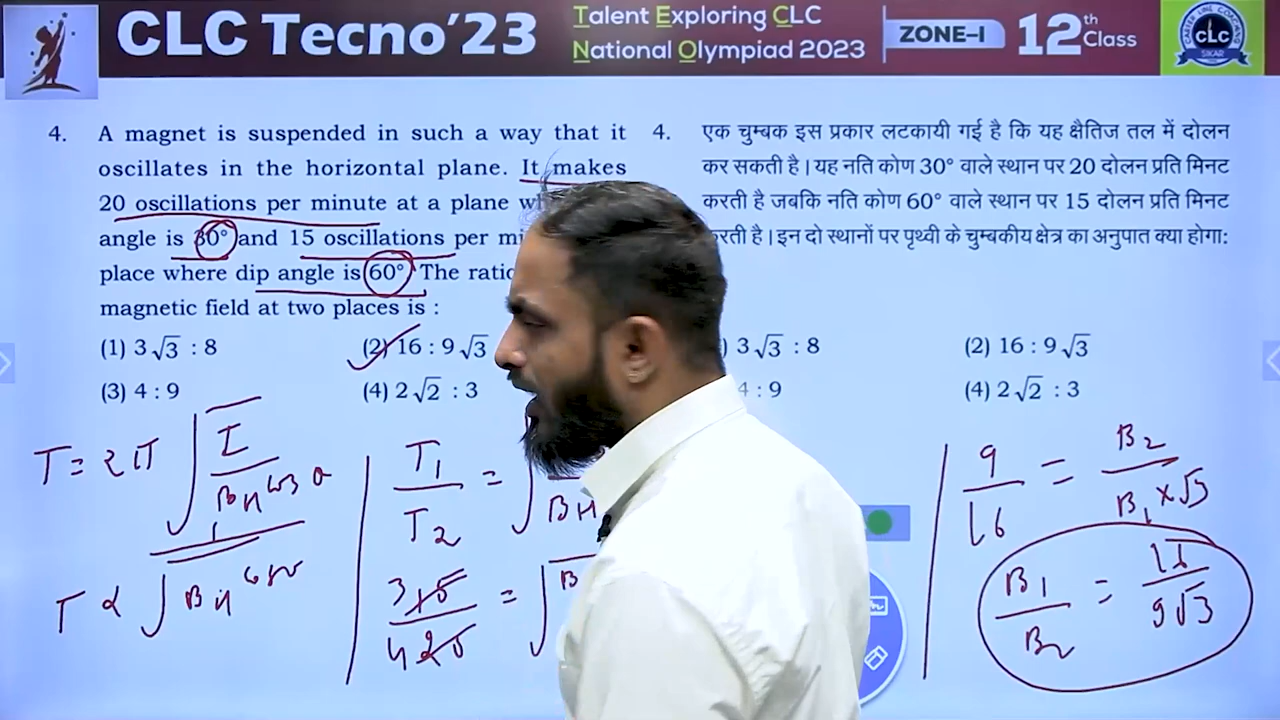 CLC Tecno'23
Talent Exploring CLC
National Olympiad 2023
ZONE-I
12th Class
CLC
SIKAR
4. A magnet is suspended in such a way that it
oscillates in the horizontal plane. It makes
20 oscillations per minute at a plane
angle is 30° and 15 oscillations per
place where dip angle is 60°. The
magnetic field at two places is :
(1) 3√3 : 8
(2) 16 : 9√3
(3) 4 : 9
(4) 2√2 : 3
4. एक चुम्बक इस प्रकार लटकायी गई है कि यह क्षैतिज तल में दोलन
कर सकती है। यह नति कोण 30° वाले स्थान पर 20 दोलन प्रति मिनट
करती है जबकि नति कोण 60° वाले स्थान पर 15 दोलन प्रति मिनट
करती है। इन दो स्थानों पर पृथ्वी के चुम्बकीय क्षेत्र का अनुपात क्या होगा:
3√3 : 8
(2) 16 : 9√3
4 : 9
(4) 2√2 : 3
T = 2π √(I / BH cos θ)
T ∝ √(1 / BH cos
T1 / T2 = √
BH
3 15 / 4 20 = √
B
9 / 16 = B2 / B1 × √3
B1 / B2 = 16 / 9√3